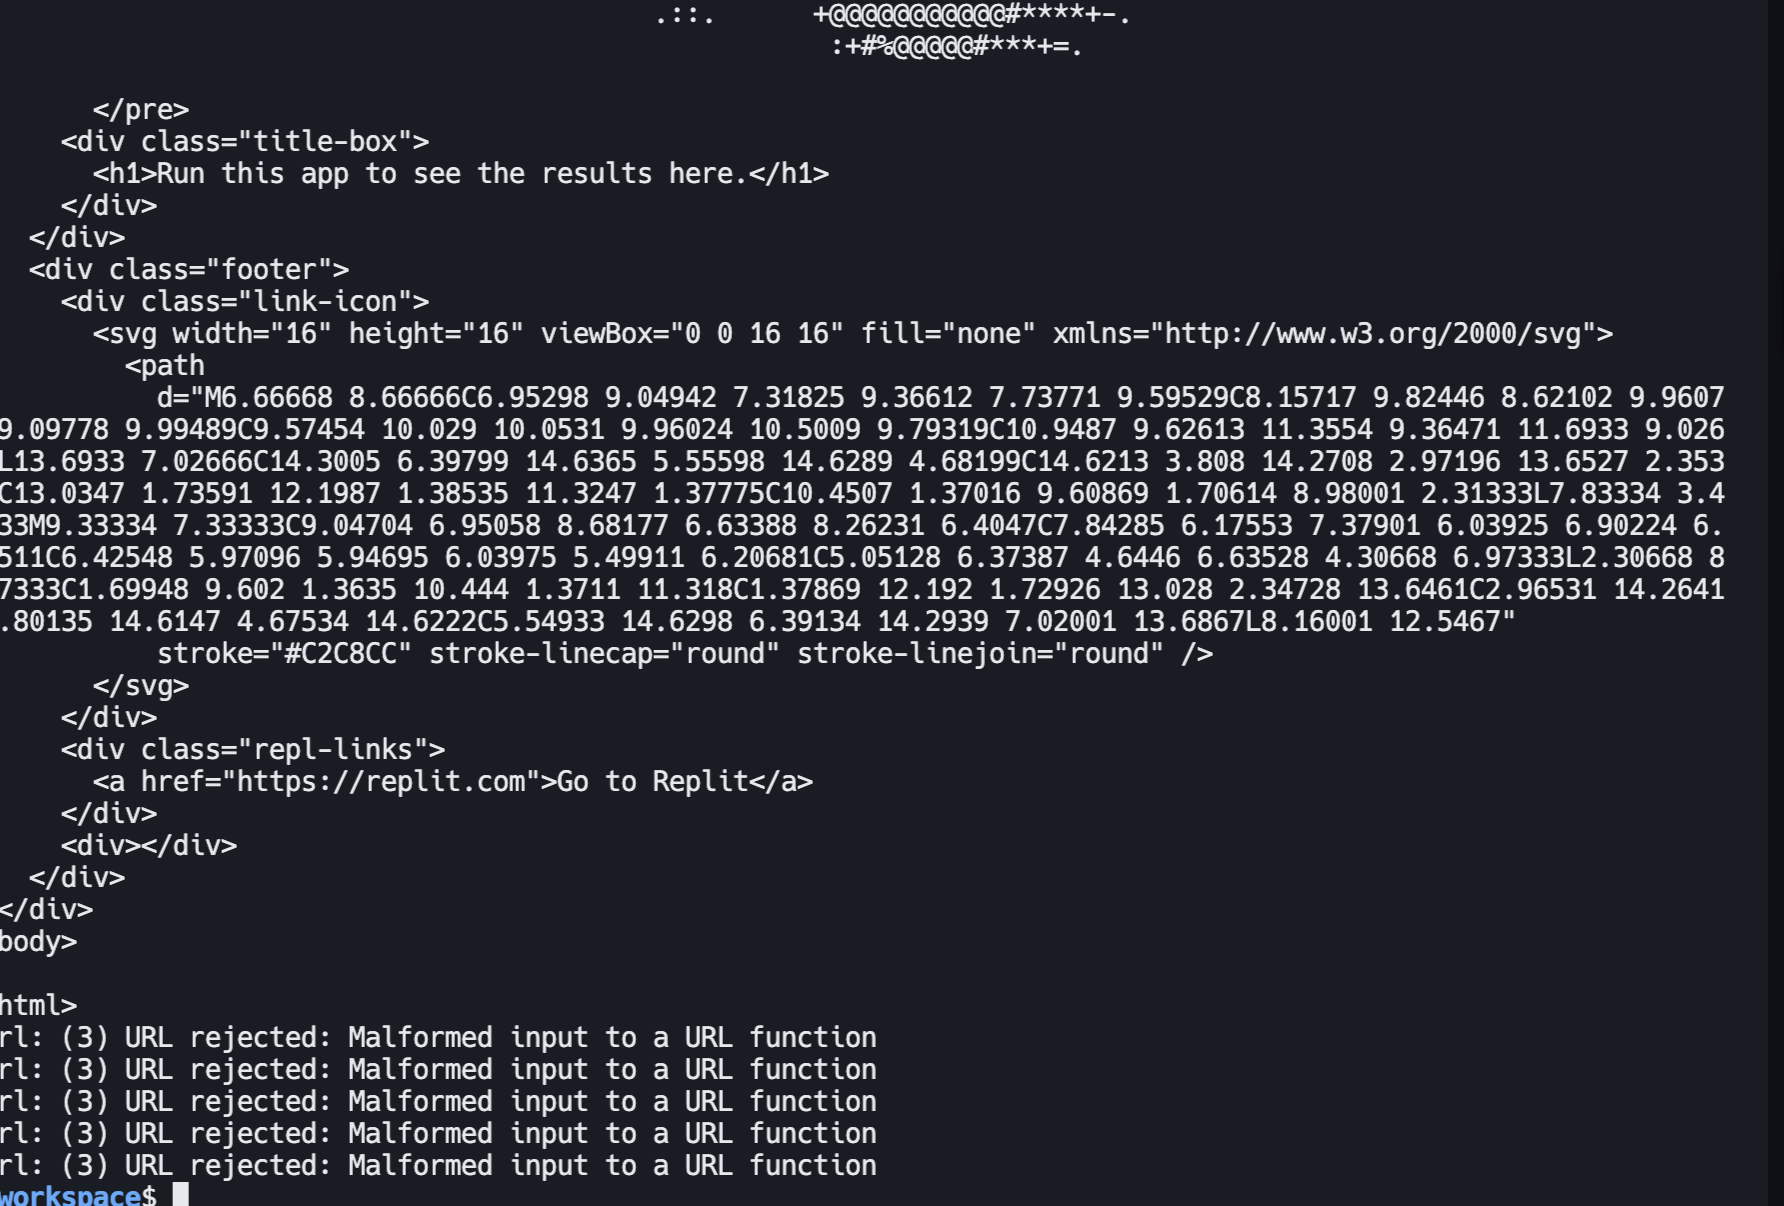 .::.      +@@@@@@@@@@@#****+-.
:+#%@@@@@#***+=.
</pre>
<div class="title-box">
<h1>Run this app to see the results here.</h1>
</div>
</div>
<div class="footer">
<div class="link-icon">
<svg width="16" height="16" viewBox="0 0 16 16" fill="none" xmlns="http://www.w3.org/2000/svg">
<path
d="M6.66668 8.66666C6.95298 9.04942 7.31825 9.36612 7.73771 9.59529C8.15717 9.82446 8.62102 9.9607
9.09778 9.99489C9.57454 10.029 10.0531 9.96024 10.5009 9.79319C10.9487 9.62613 11.3554 9.36471 11.6933 9.026
L13.6933 7.02666C14.3005 6.39799 14.6365 5.55598 14.6289 4.68199C14.6213 3.808 14.2708 2.97196 13.6527 2.353
C13.0347 1.73591 12.1987 1.38535 11.3247 1.37775C10.4507 1.37016 9.60869 1.70614 8.98001 2.31333L7.83334 3.4
33M9.33334 7.33333C9.04704 6.95058 8.68177 6.63388 8.26231 6.4047C7.84285 6.17553 7.37901 6.03925 6.90224 6.
511C6.42548 5.97096 5.94695 6.03975 5.49911 6.20681C5.05128 6.37387 4.6446 6.63528 4.30668 6.97333L2.30668 8
7333C1.69948 9.602 1.3635 10.444 1.3711 11.318C1.37869 12.192 1.72926 13.028 2.34728 13.6461C2.96531 14.2641
.80135 14.6147 4.67534 14.6222C5.54933 14.6298 6.39134 14.2939 7.02001 13.6867L8.16001 12.5467"
stroke="#C2C8CC" stroke-linecap="round" stroke-linejoin="round" />
</svg>
</div>
<div class="repl-links">
<a href="https://replit.com">Go to Replit</a>
</div>
<div></div>
</div>
</div>
body>
html>
rl: (3) URL rejected: Malformed input to a URL function
rl: (3) URL rejected: Malformed input to a URL function
rl: (3) URL rejected: Malformed input to a URL function
rl: (3) URL rejected: Malformed input to a URL function
rl: (3) URL rejected: Malformed input to a URL function
workspace$